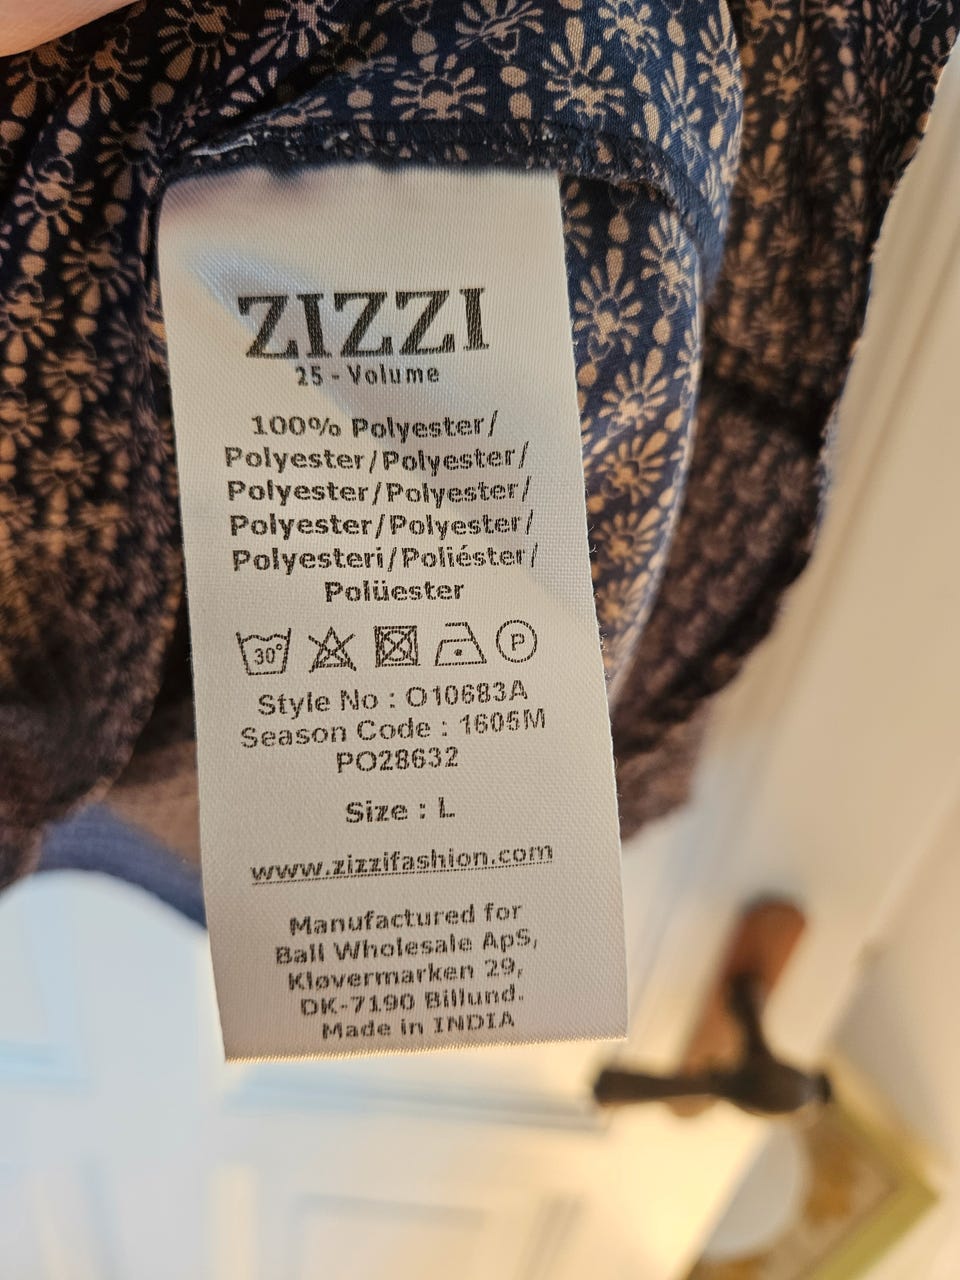 ZIZZI
25 - Volume
100% Polyester/
Polyester/Polyester/
Polyester/Polyester/
Polyester/Polyester/
Polyesteri/Poliéster/
Polüester
30°
P
Style No : O10683A
Season Code : 1605M
PO28632
Size : L
www.zizzifashion.com
Manufactured for
Ball Wholesale ApS,
Kløvermarken 29,
DK-7190 Billund.
Made in INDIA